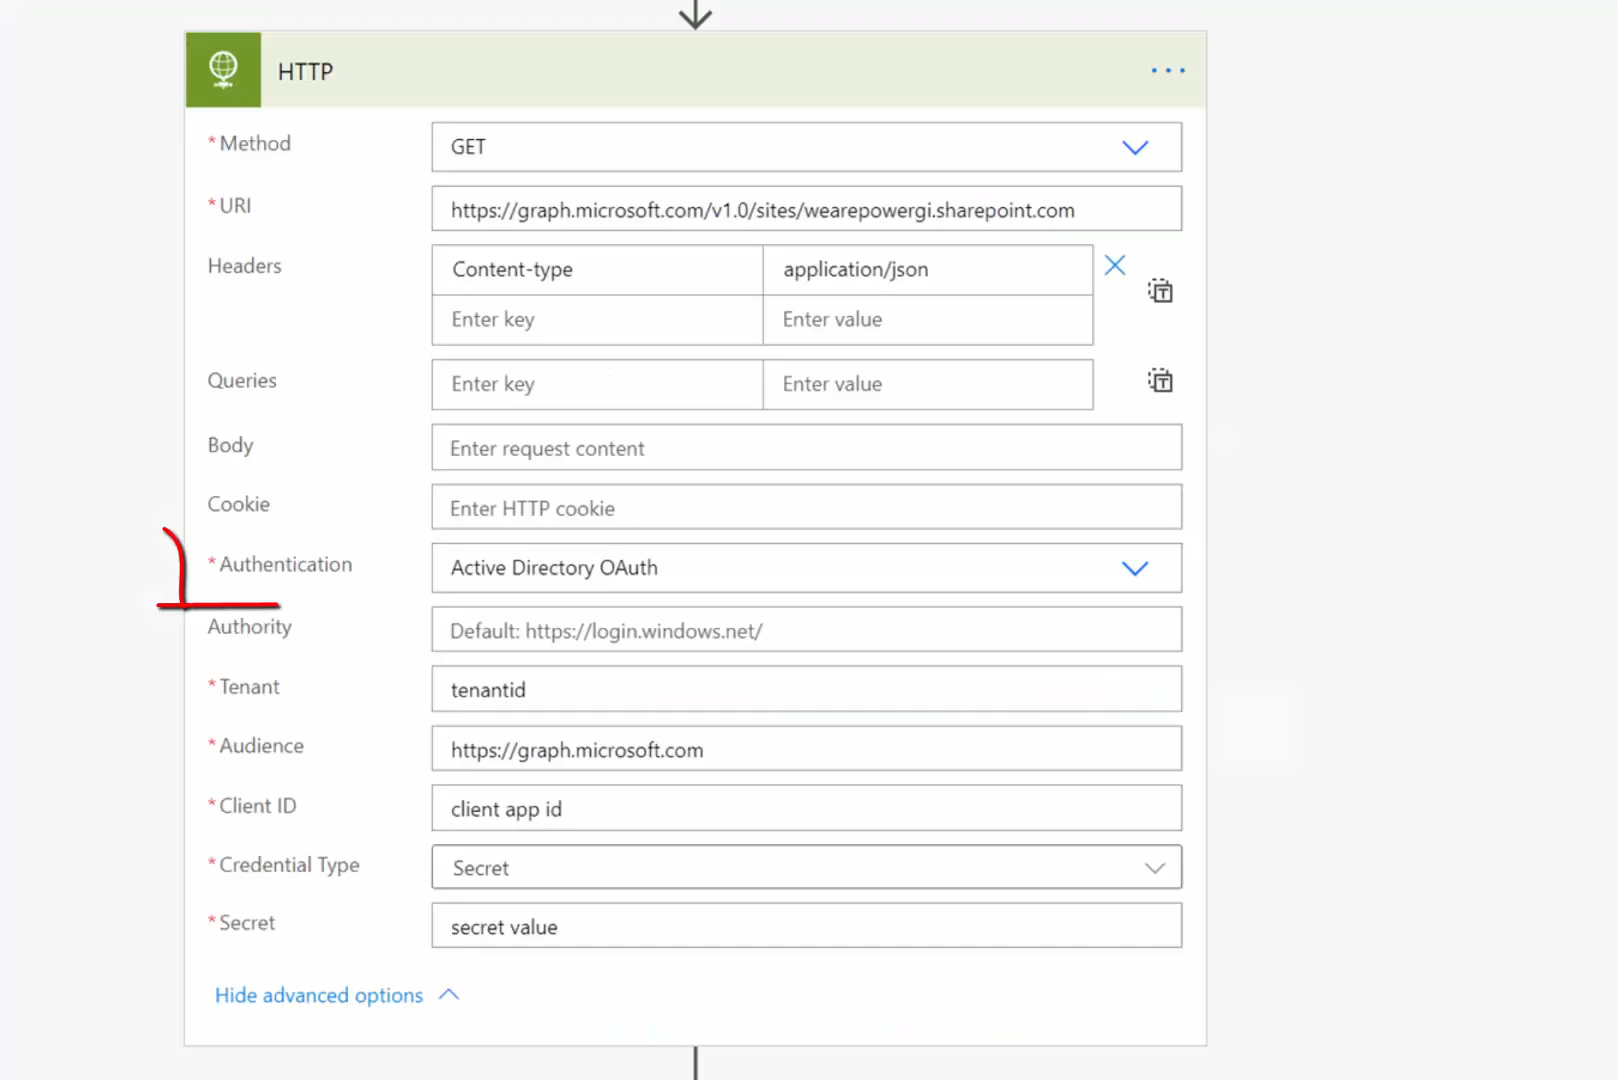 HTTP
* Method GET
* URI https://graph.microsoft.com/v1.0/sites/wearepowergi.sharepoint.com
Headers Content-type application/json
Enter key Enter value
Queries Enter key Enter value
Body Enter request content
Cookie Enter HTTP cookie
* Authentication Active Directory OAuth
Authority Default: https://login.windows.net/
* Tenant tenantid
* Audience https://graph.microsoft.com
* Client ID client app id
* Credential Type Secret
* Secret secret value
Hide advanced options